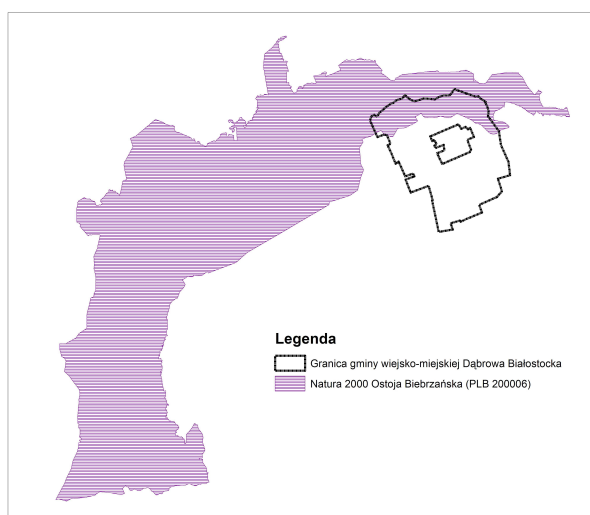 Legenda
Granica gminy wiejsko-miejskiej Dąbrowa Białostocka
Natura 2000 Ostoja Biebrzańska (PLB 200006)